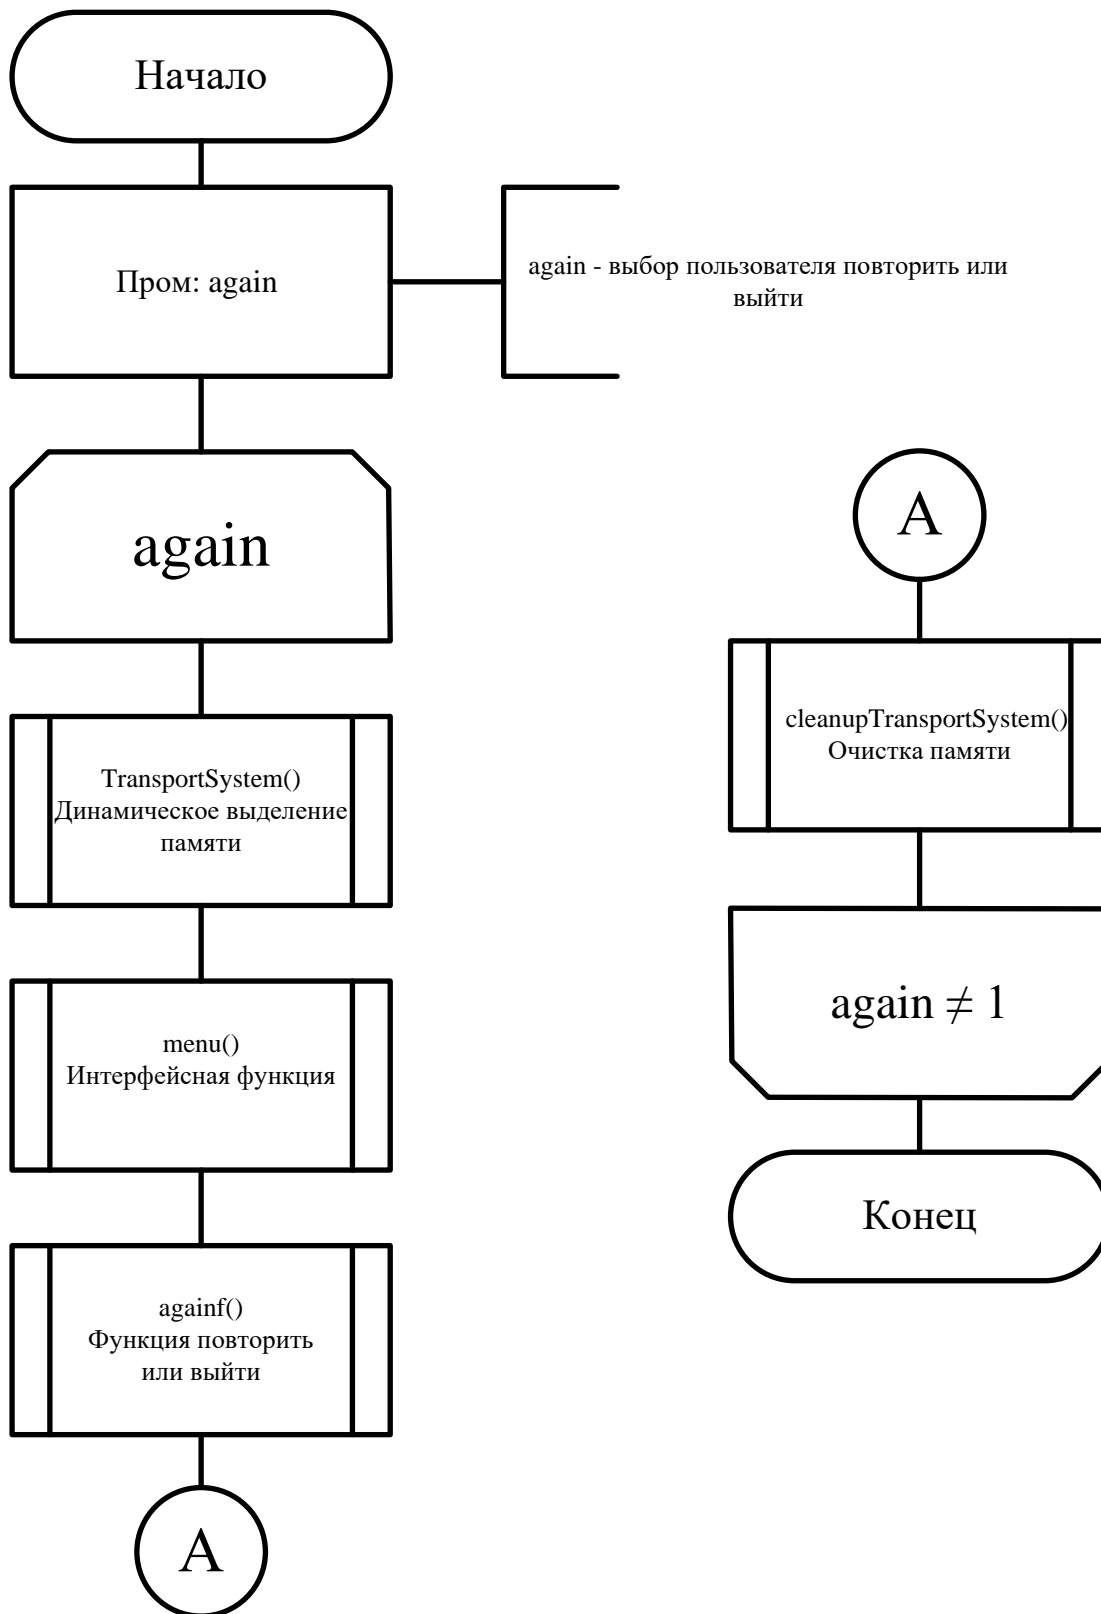 Начало
Пром: again
again - выбор пользователя повторить или
выйти
again
TransportSystem()
Динамическое выделение
памяти
menu()
Интерфейсная функция
againf()
Функция повторить
или выйти
А
А
cleanupTransportSystem()
Очистка памяти
again ≠ 1
Конец